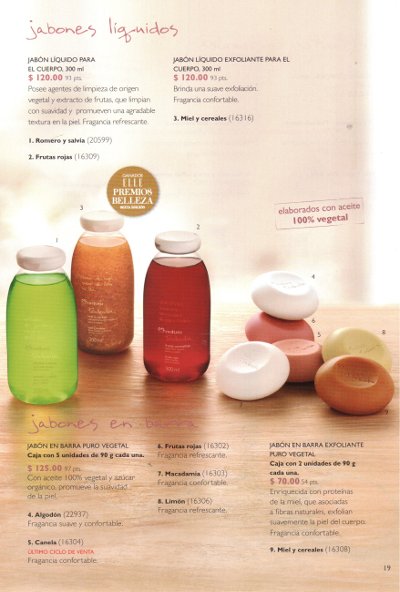 jabones líquidos
JABÓN LÍQUIDO PARA
EL CUERPO, 300 ml
$ 120.00 93 pts.
Posee agentes de limpieza de origen
vegetal y extracto de frutas, que limpian
con suavidad y promueven una agradable
textura en la piel. Fragancia refrescante.
1. Romero y salvia (20599)
2. Frutas rojas (16309)
JABÓN LÍQUIDO EXFOLIANTE PARA EL
CUERPO, 300 ml
$ 120.00 93 pts.
Brinda una suave exfoliación.
Fragancia confortable.
3. Miel y cereales (16316)
GANADOR
ELLE
PREMIOS
BELLEZA
elaborados con aceite
100% vegetal
3
1
2
4
6
5
8
7
9
300 ml
jabones en barra
JABÓN EN BARRA PURO VEGETAL
Caja con 5 unidades de 90 g cada una.
$ 125.00 97 pts.
Con aceite 100% vegetal y azúcar
orgánico, promueve la suavidad
de la piel.
4. Algodón (22937)
Fragancia suave y confortable.
5. Canela (16304)
ÚLTIMO CICLO DE VENTA
Fragancia confortable.
6. Frutas rojas (16302)
Fragancia refrescante.
7. Macadamia (16303)
Fragancia confortable.
8. Limón (16306)
Fragancia refrescante.
JABÓN EN BARRA EXFOLIANTE
PURO VEGETAL
Caja con 2 unidades de 90 g
cada una.
$ 70.00 54 pts.
Enriquecida con proteínas
de la miel, que asociadas
a fibras naturales, exfolian
suavemente la piel del cuerpo.
Fragancia confortable.
9. Miel y cereales (16308)
19